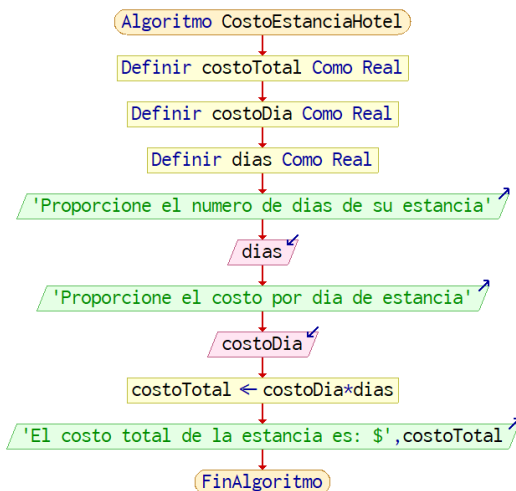 Algoritmo CostoEstanciaHotel
Definir costoTotal Como Real
Definir costoDia Como Real
Definir dias Como Real
'Proporcione el numero de dias de su estancia'
dias
'Proporcione el costo por dia de estancia'
costoDia
costoTotal ← costoDia*dias
'El costo total de la estancia es: $',costoTotal
FinAlgoritmo